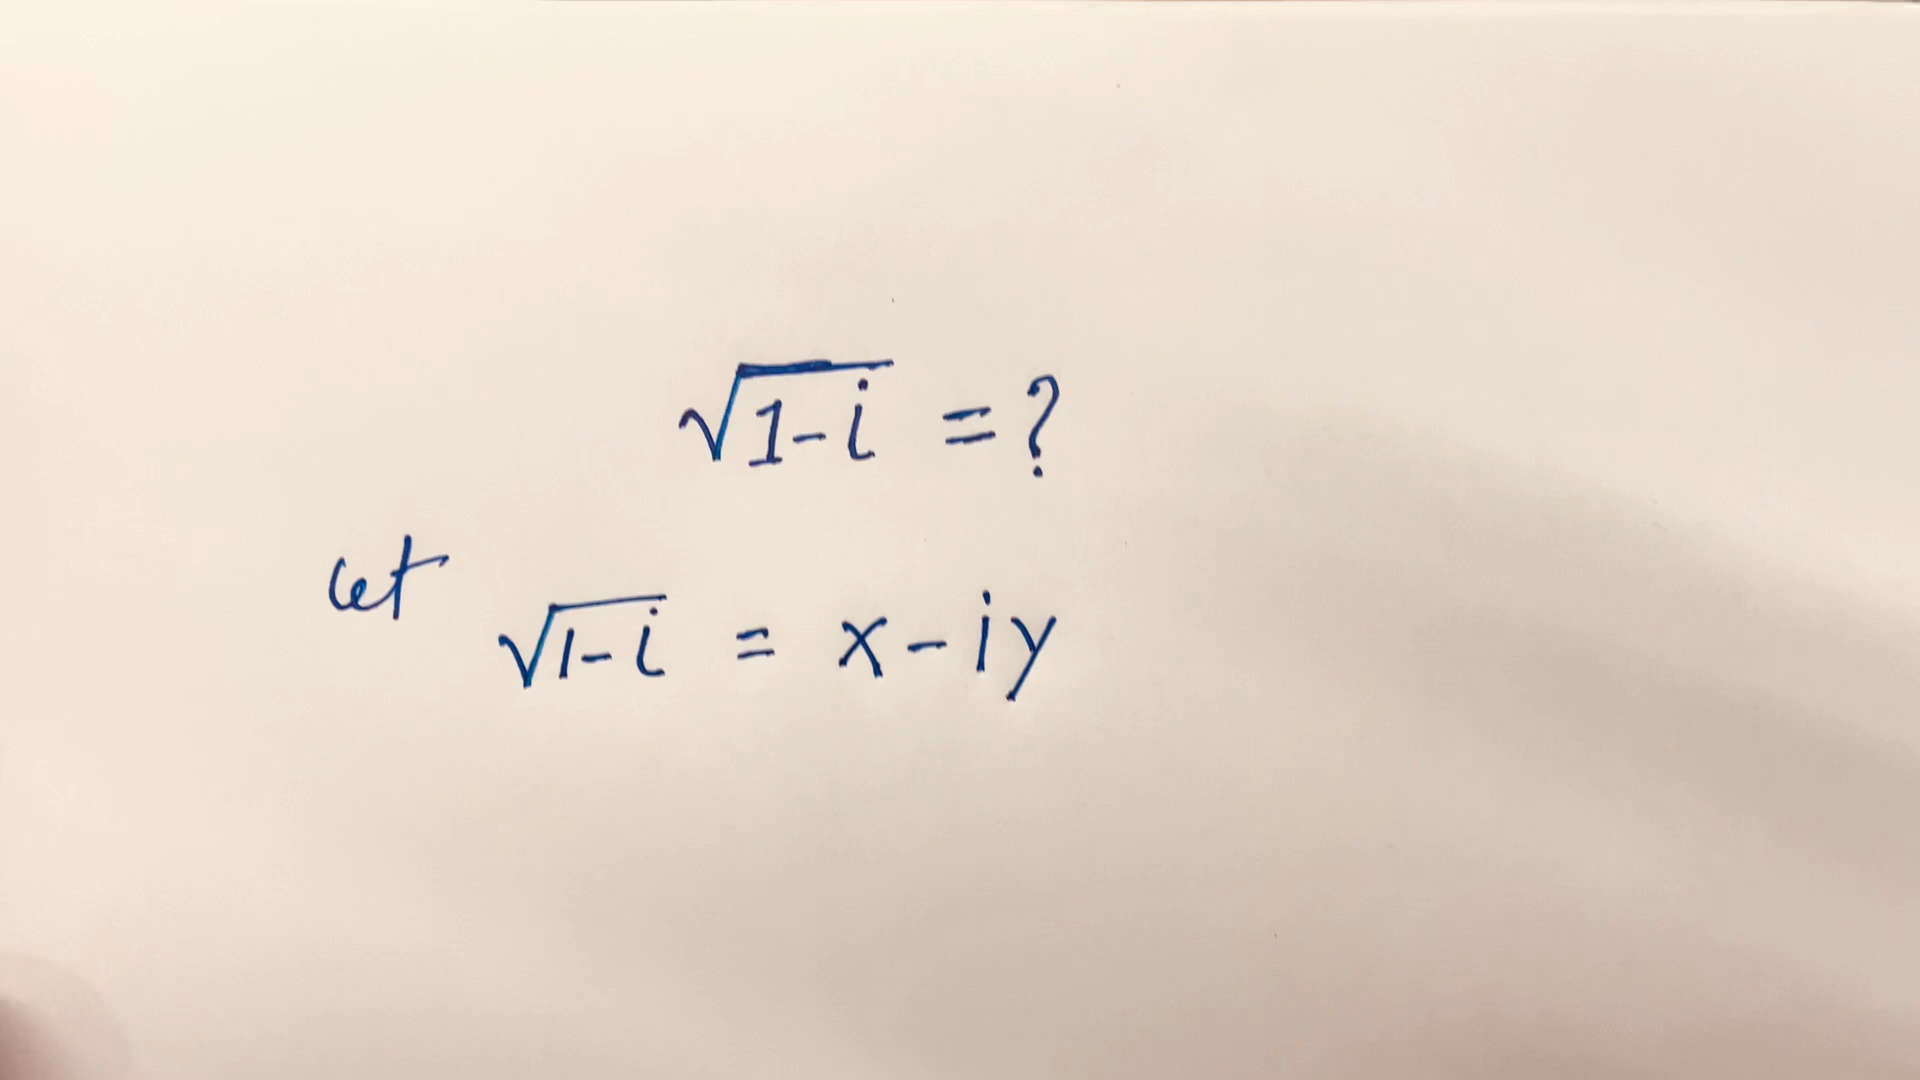 √1-i = ?
let
√1-i = x - iy